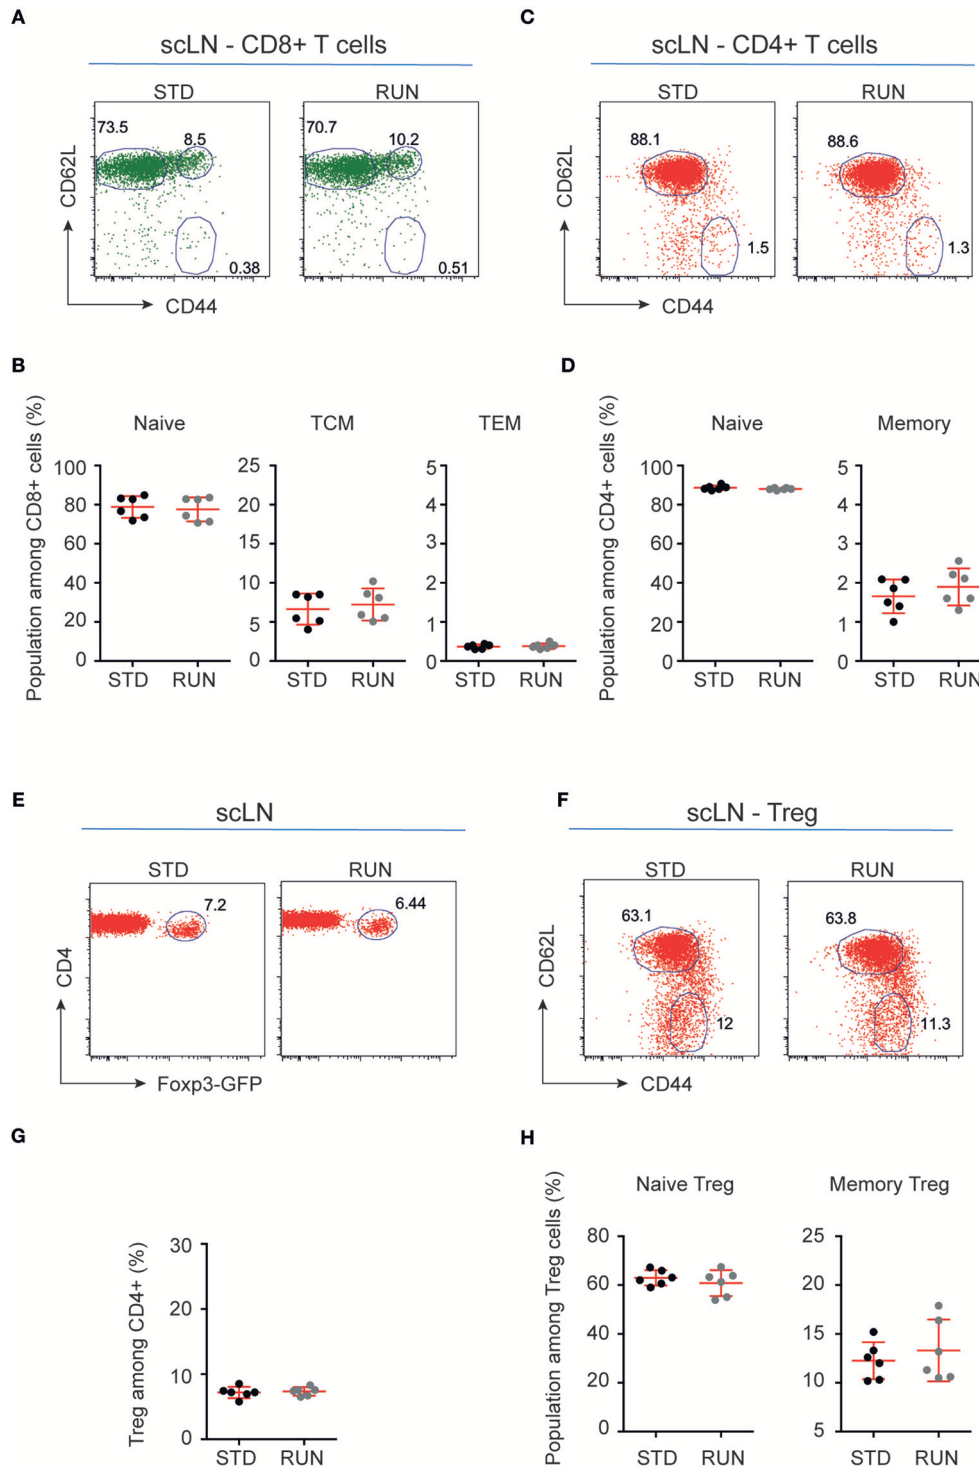 A
scLN - CD8+ T cells
STD
RUN
73.5
8.5
0.38
70.7
10.2
0.51
CD62L
CD44
C
scLN - CD4+ T cells
STD
RUN
88.1
1.5
88.6
1.3
CD62L
CD44
B
Population among CD8+ cells (%)
Naive
100
80
60
40
20
0
STD
RUN
TCM
25
20
15
10
5
0
STD
RUN
TEM
5
4
3
2
1
0
STD
RUN
D
Population among CD4+ cells (%)
Naive
100
80
60
40
20
0
STD
RUN
Memory
5
4
3
2
1
0
STD
RUN
E
scLN
STD
RUN
7.2
6.44
CD4
Foxp3-GFP
F
scLN - Treg
STD
RUN
63.1
12
63.8
11.3
CD62L
CD44
G
Treg among CD4+ (%)
30
20
10
0
STD
RUN
H
Population among Treg cells (%)
Naive Treg
80
60
40
20
0
STD
RUN
Memory Treg
25
20
15
10
5
STD
RUN